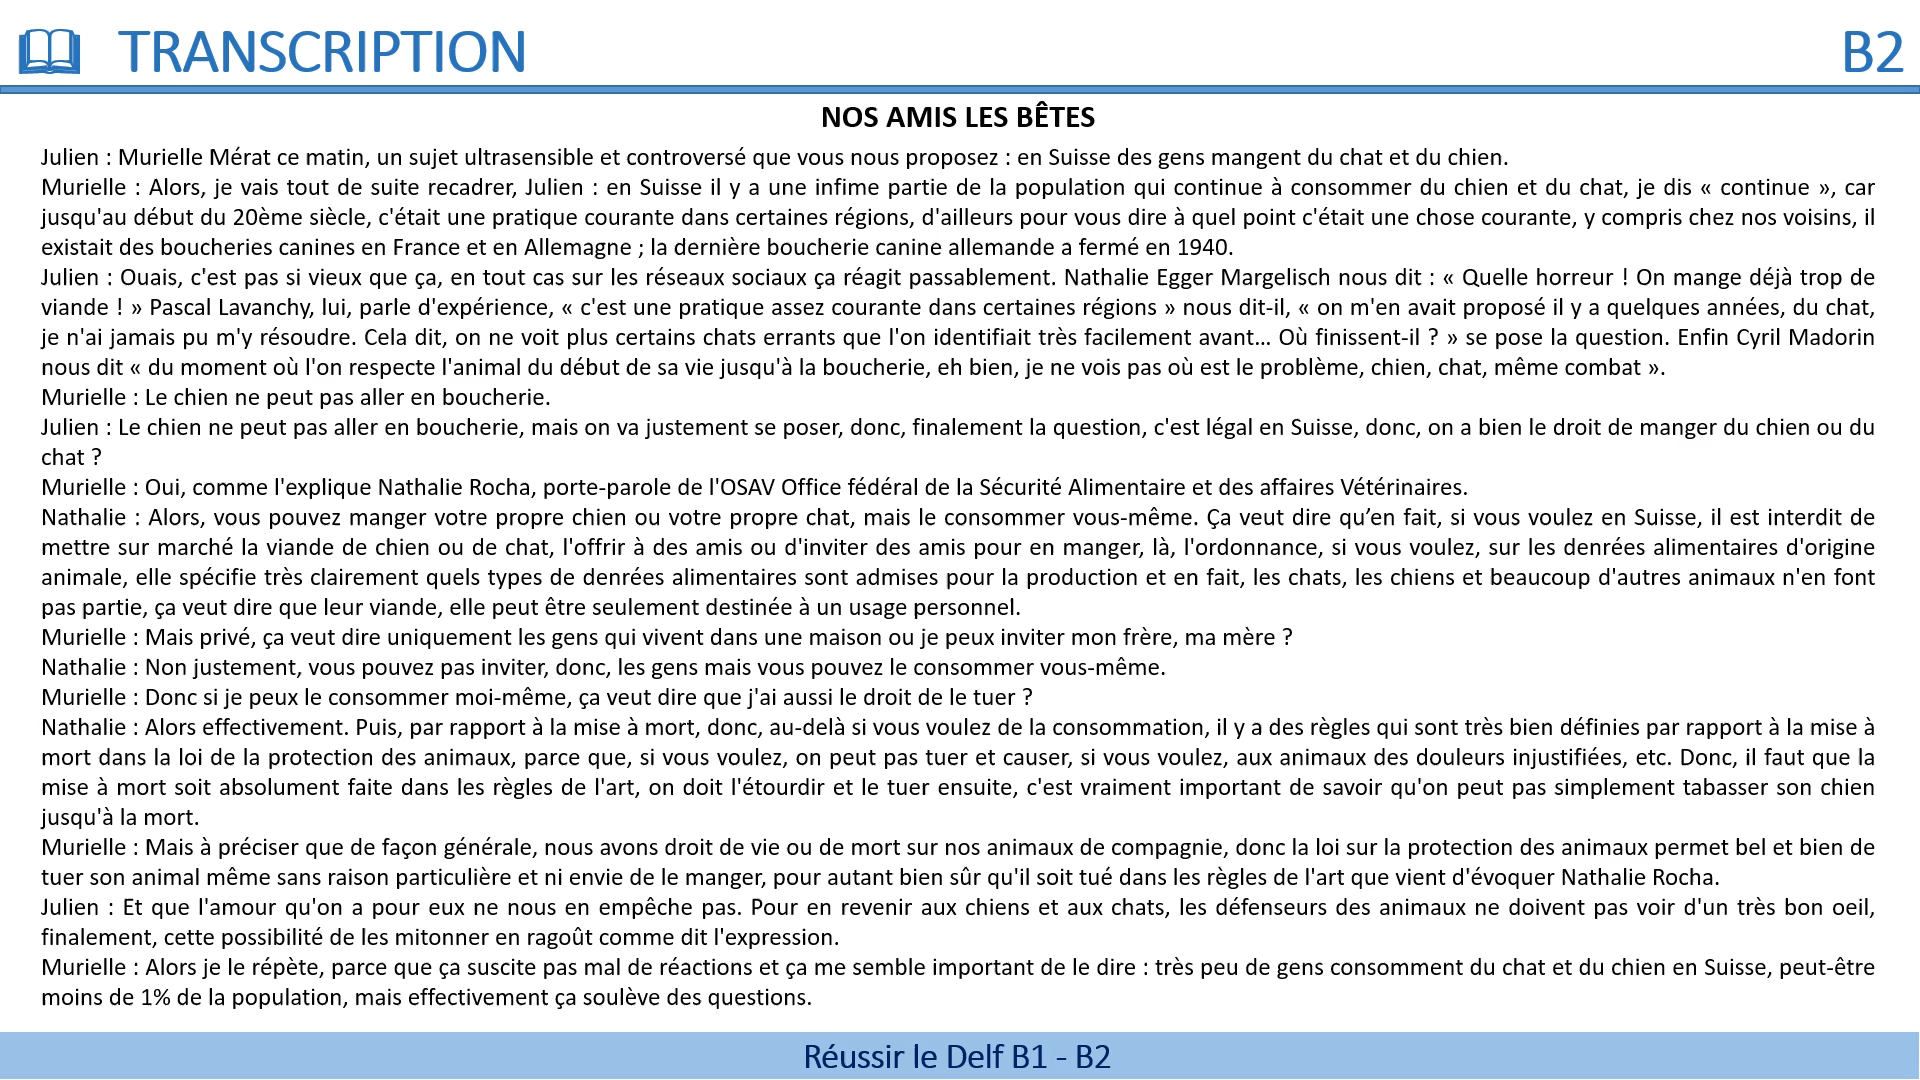 TRANSCRIPTION
B2
NOS AMIS LES BÊTES
Julien : Murielle Mérat ce matin, un sujet ultrasensible et controversé que vous nous proposez : en Suisse des gens mangent du chat et du chien.
Murielle : Alors, je vais tout de suite recadrer, Julien : en Suisse il y a une infime partie de la population qui continue à consommer du chien et du chat, je dis « continue », car
jusqu'au début du 20ème siècle, c'était une pratique courante dans certaines régions, d'ailleurs pour vous dire à quel point c'était une chose courante, y compris chez nos voisins, il
existait des boucheries canines en France et en Allemagne ; la dernière boucherie canine allemande a fermé en 1940.
Julien : Ouais, c'est pas si vieux que ça, en tout cas sur les réseaux sociaux ça réagit passablement. Nathalie Egger Margelisch nous dit : « Quelle horreur ! On mange déjà trop de
viande ! » Pascal Lavanchy, lui, parle d'expérience, « c'est une pratique assez courante dans certaines régions » nous dit-il, « on m'en avait proposé il y a quelques années, du chat,
je n'ai jamais pu m'y résoudre. Cela dit, on ne voit plus certains chats errants que l'on identifiait très facilement avant… Où finissent-il ? » se pose la question. Enfin Cyril Madorin
nous dit « du moment où l'on respecte l'animal du début de sa vie jusqu'à la boucherie, eh bien, je ne vois pas où est le problème, chien, chat, même combat ».
Murielle : Le chien ne peut pas aller en boucherie.
Julien : Le chien ne peut pas aller en boucherie, mais on va justement se poser, donc, finalement la question, c'est légal en Suisse, donc, on a bien le droit de manger du chien ou du
chat ?
Murielle : Oui, comme l'explique Nathalie Rocha, porte-parole de l'OSAV Office fédéral de la Sécurité Alimentaire et des affaires Vétérinaires.
Nathalie : Alors, vous pouvez manger votre propre chien ou votre propre chat, mais le consommer vous-même. Ça veut dire qu’en fait, si vous voulez en Suisse, il est interdit de
mettre sur marché la viande de chien ou de chat, l'offrir à des amis ou d'inviter des amis pour en manger, là, l'ordonnance, si vous voulez, sur les denrées alimentaires d'origine
animale, elle spécifie très clairement quels types de denrées alimentaires sont admises pour la production et en fait, les chats, les chiens et beaucoup d'autres animaux n'en font
pas partie, ça veut dire que leur viande, elle peut être seulement destinée à un usage personnel.
Murielle : Mais privé, ça veut dire uniquement les gens qui vivent dans une maison ou je peux inviter mon frère, ma mère ?
Nathalie : Non justement, vous pouvez pas inviter, donc, les gens mais vous pouvez le consommer vous-même.
Murielle : Donc si je peux le consommer moi-même, ça veut dire que j'ai aussi le droit de le tuer ?
Nathalie : Alors effectivement. Puis, par rapport à la mise à mort, donc, au-delà si vous voulez de la consommation, il y a des règles qui sont très bien définies par rapport à la mise à
mort dans la loi de la protection des animaux, parce que, si vous voulez, on peut pas tuer et causer, si vous voulez, aux animaux des douleurs injustifiées, etc. Donc, il faut que la
mise à mort soit absolument faite dans les règles de l'art, on doit l'étourdir et le tuer ensuite, c'est vraiment important de savoir qu'on peut pas simplement tabasser son chien
jusqu'à la mort.
Murielle : Mais à préciser que de façon générale, nous avons droit de vie ou de mort sur nos animaux de compagnie, donc la loi sur la protection des animaux permet bel et bien de
tuer son animal même sans raison particulière et ni envie de le manger, pour autant bien sûr qu'il soit tué dans les règles de l'art que vient d'évoquer Nathalie Rocha.
Julien : Et que l'amour qu'on a pour eux ne nous en empêche pas. Pour en revenir aux chiens et aux chats, les défenseurs des animaux ne doivent pas voir d'un très bon oeil,
finalement, cette possibilité de les mitonner en ragoût comme dit l'expression.
Murielle : Alors je le répète, parce que ça suscite pas mal de réactions et ça me semble important de le dire : très peu de gens consomment du chat et du chien en Suisse, peut-être
moins de 1% de la population, mais effectivement ça soulève des questions.
Réussir le Delf B1 - B2